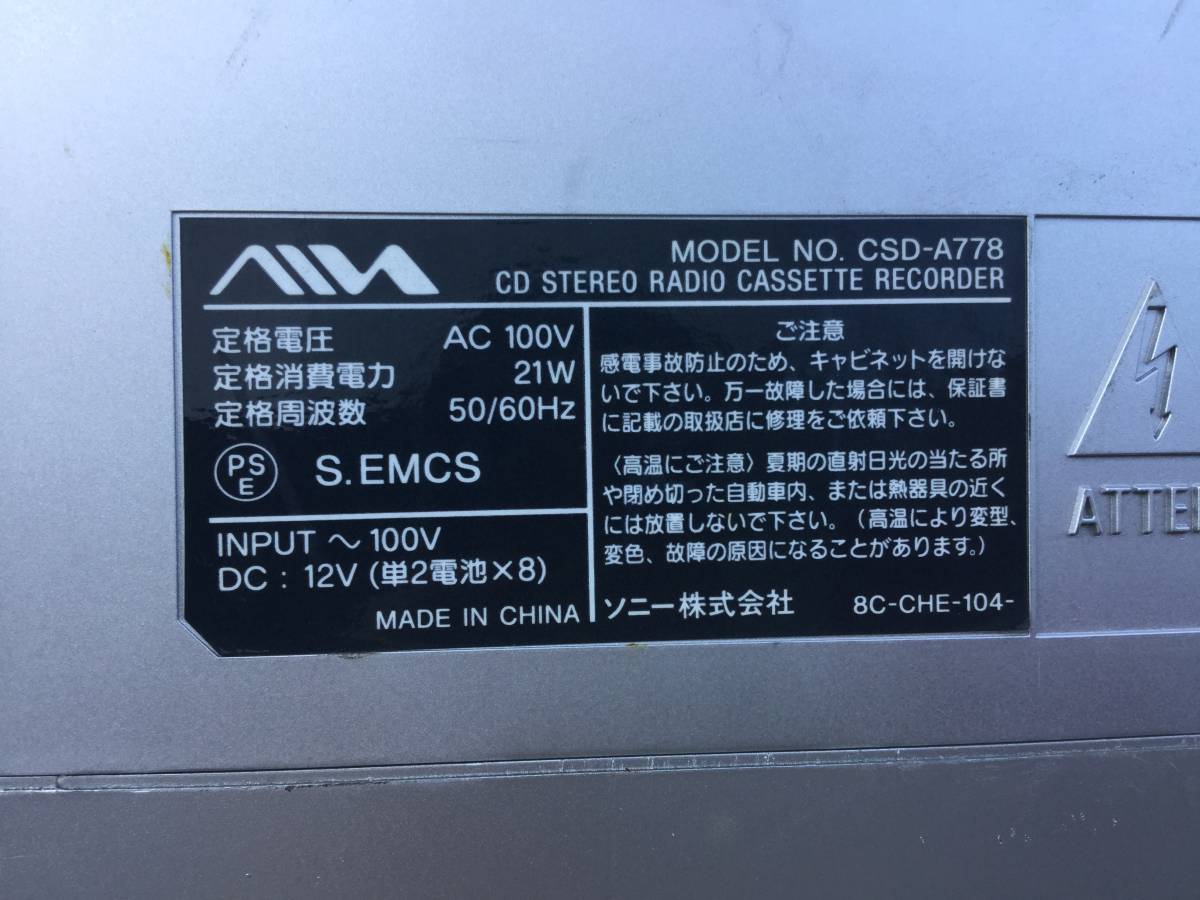 AIWA
MODEL NO. CSD-A778
CD STEREO RADIO CASSETTE RECORDER
定格電圧 AC 100V
定格消費電力 21W
定格周波数 50/60Hz
PS
E
S.EMCS
INPUT ~ 100V
DC : 12V (単2電池×8)
MADE IN CHINA
ご注意
感電事故防止のため、キャビネットを開けな
いで下さい。万一故障した場合には、保証書
に記載の取扱店に修理をご依頼下さい。
〈高温にご注意〉夏期の直射日光の当たる所
や閉め切った自動車内、または熱器具の近く
には放置しないで下さい。(高温により変型、
変色、故障の原因になることがあります。)
ソニー株式会社 8C-CHE-104-
ATTE